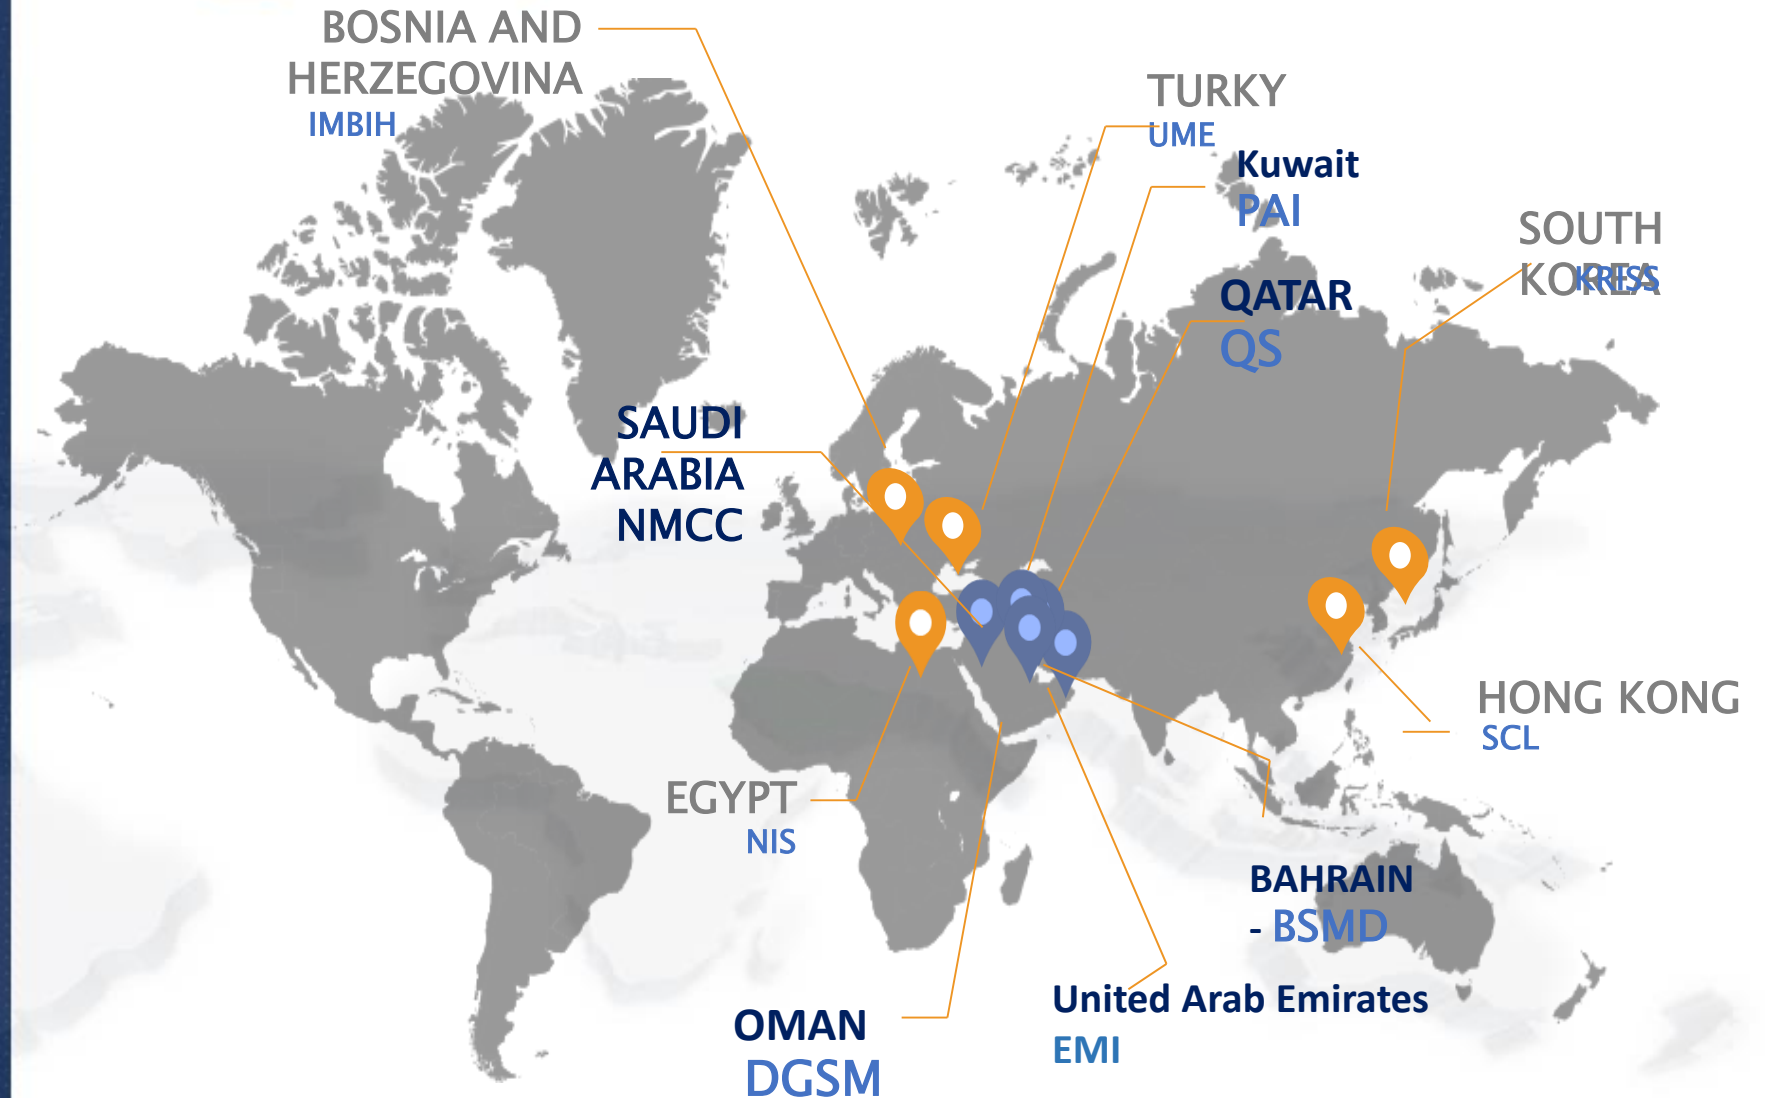 BOSNIA AND
HERZEGOVINA
IMBIH
TURKY
UME
Kuwait
PAI
SOUTH
KOREA
KRISS
QATAR
QS
SAUDI
ARABIA
NMCC
HONG KONG
SCL
EGYPT
NIS
BAHRAIN
- BSMD
United Arab Emirates
EMI
OMAN
DGSM